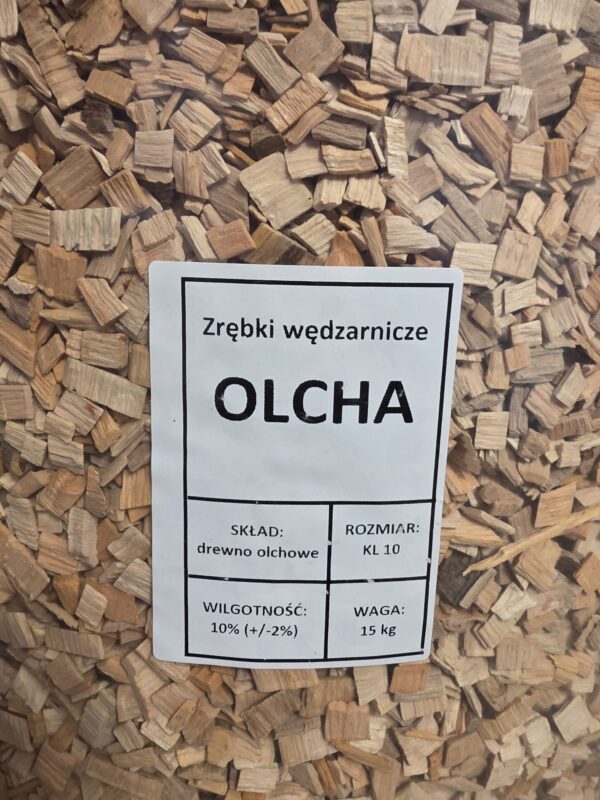 Zrębki wędzarnicze
OLCHA
SKŁAD:
drewno olchowe
ROZMIAR:
KL 10
WILGOTNOŚĆ:
10% (+/-2%)
WAGA:
15 kg